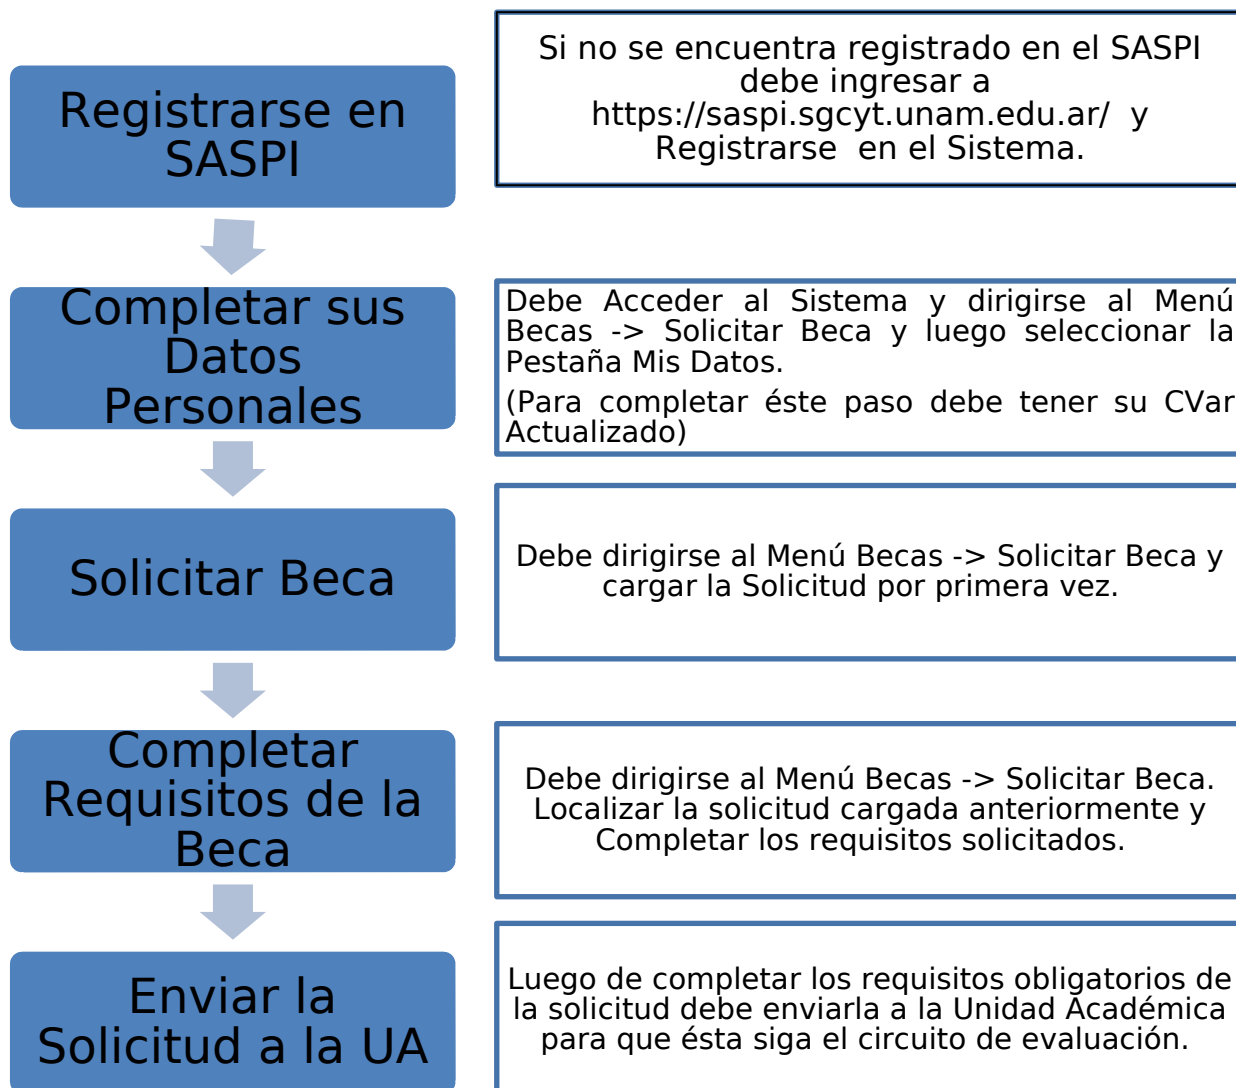 Registrarse en
SASPI
Si no se encuentra registrado en el SASPI
debe ingresar a
https://saspi.sgcyt.unam.edu.ar/ y
Registrarse en el Sistema.
Completar sus
Datos
Personales
Debe Acceder al Sistema y dirigirse al Menú
Becas -> Solicitar Beca y luego seleccionar la
Pestaña Mis Datos.
(Para completar éste paso debe tener su CVar
Actualizado)
Solicitar Beca
Debe dirigirse al Menú Becas -> Solicitar Beca y
cargar la Solicitud por primera vez.
Completar
Requisitos de la
Beca
Debe dirigirse al Menú Becas -> Solicitar Beca.
Localizar la solicitud cargada anteriormente y
Completar los requisitos solicitados.
Enviar la
Solicitud a la UA
Luego de completar los requisitos obligatorios de
la solicitud debe enviarla a la Unidad Académica
para que ésta siga el circuito de evaluación.